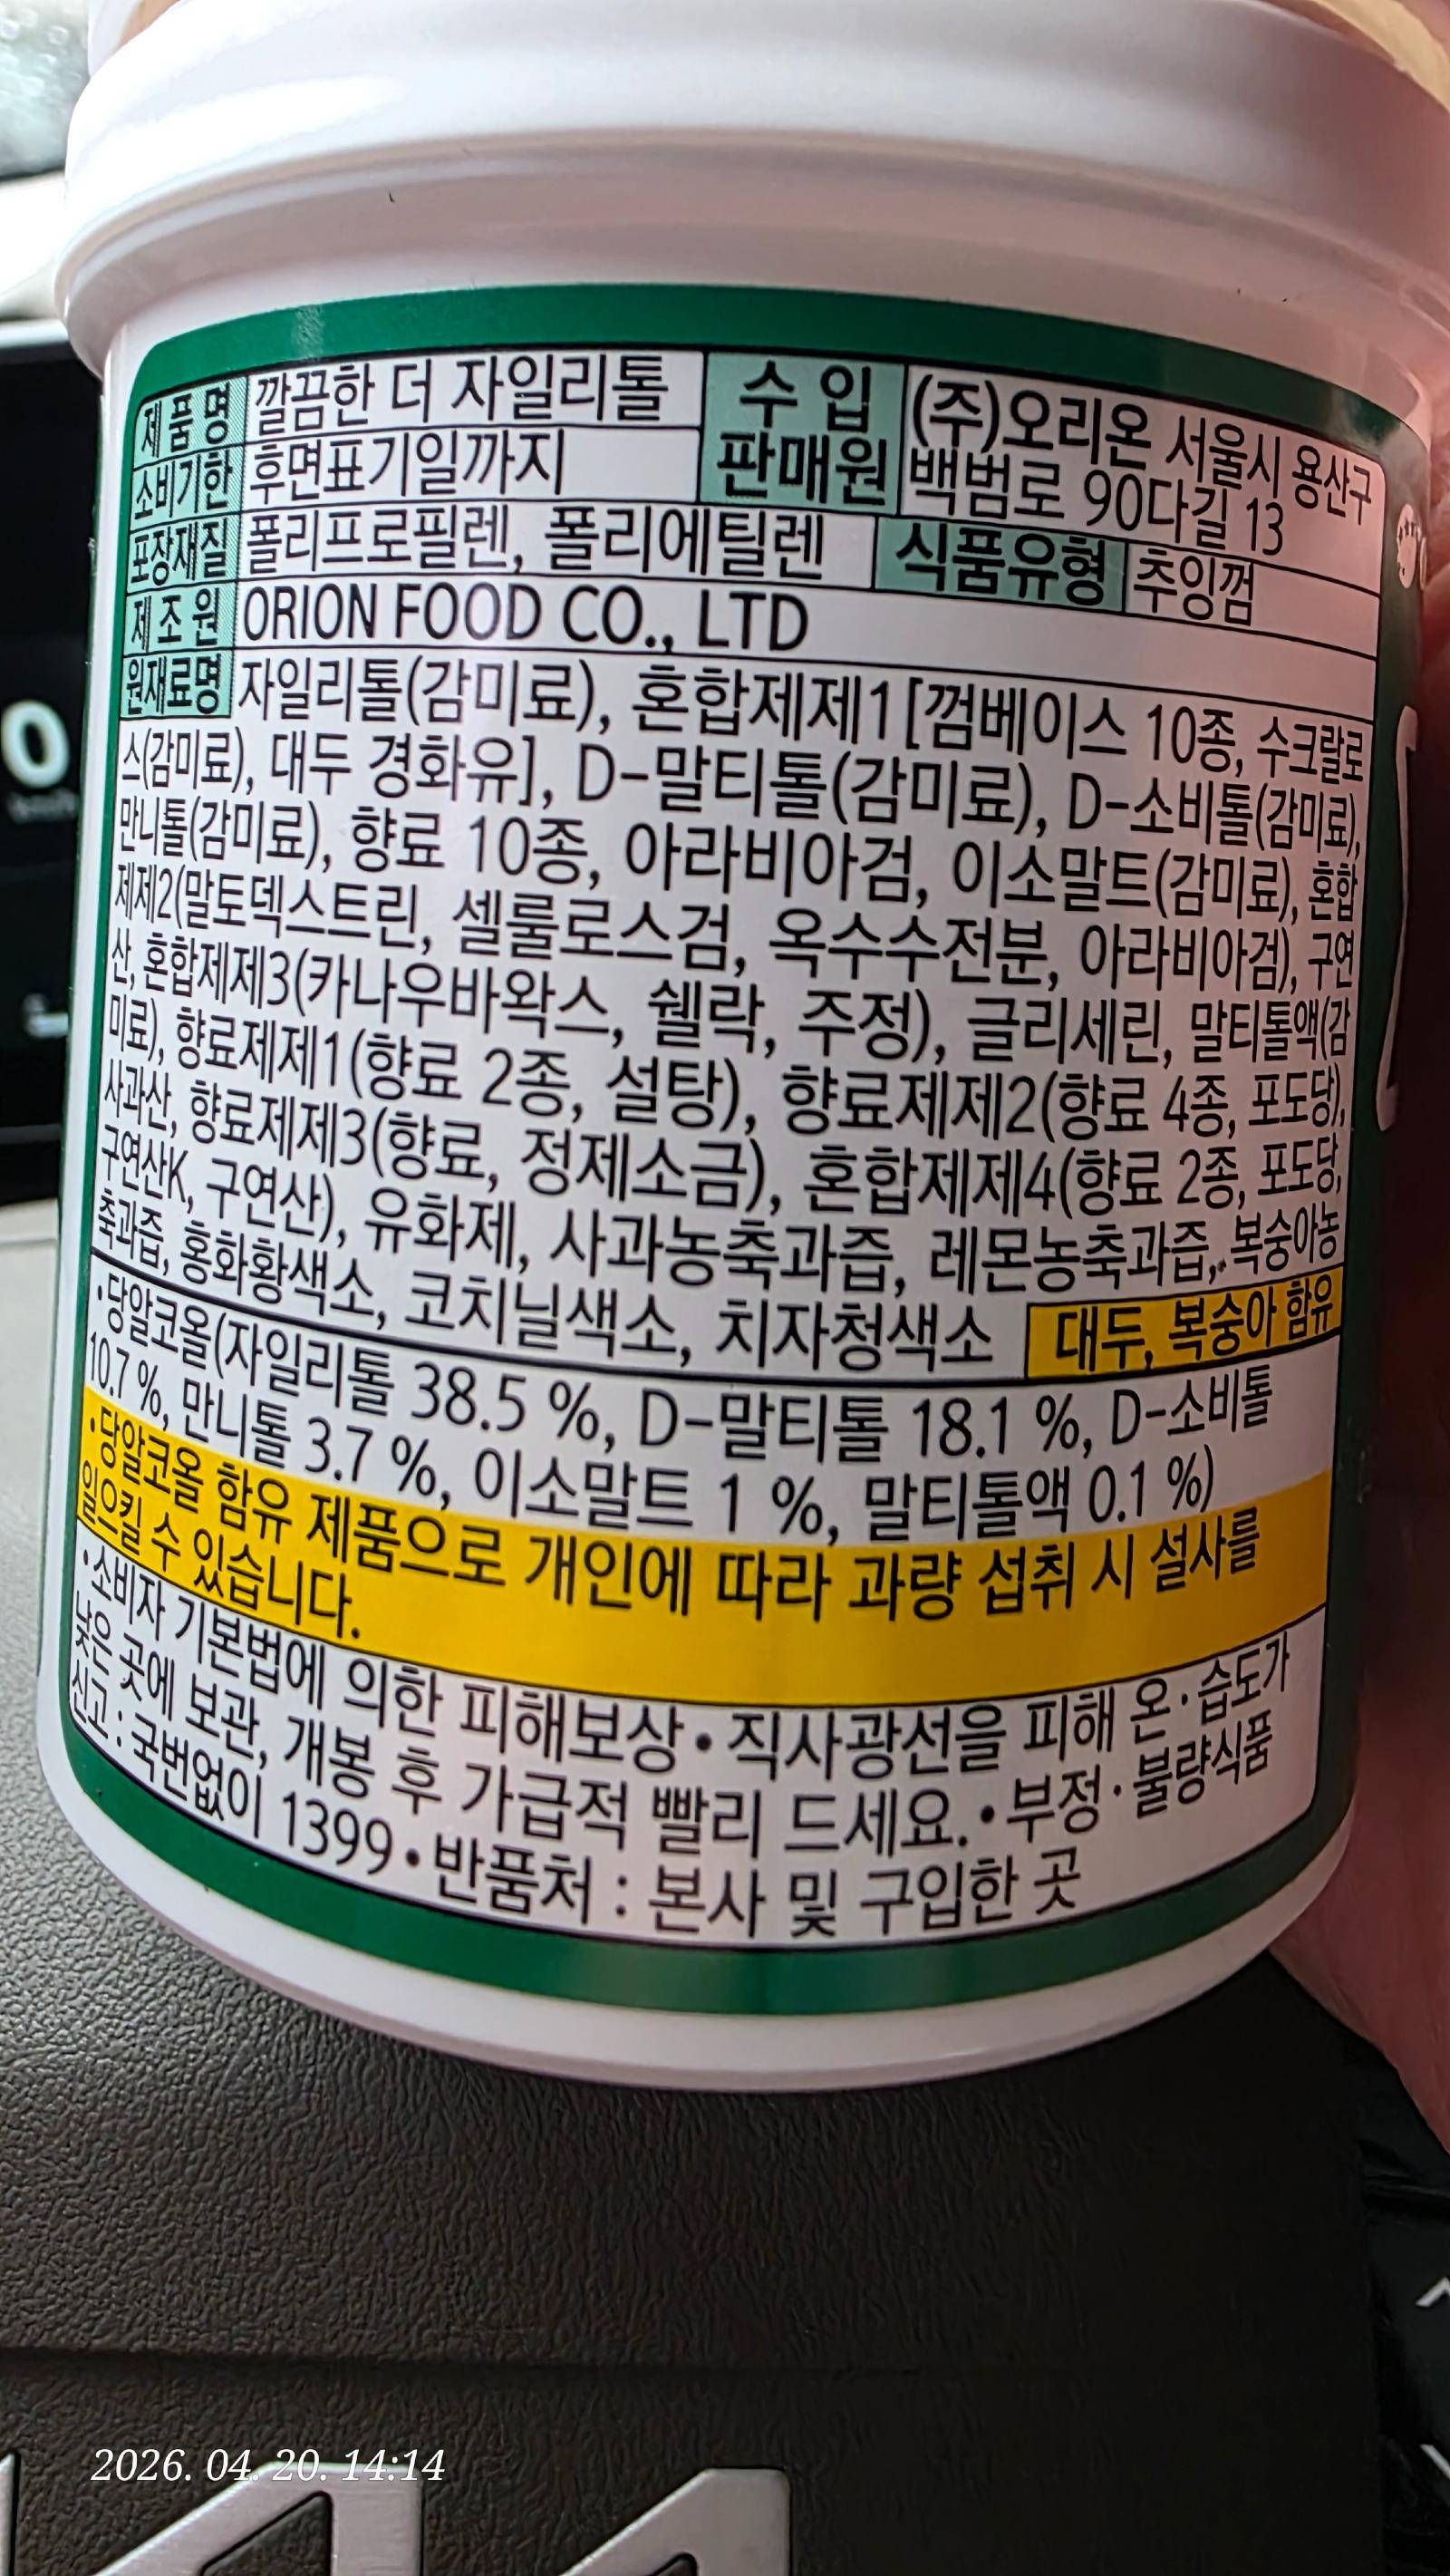 제품명 깔끔한 더 자일리톨 수입판매원 (주)오리온 서울시 용산구 백범로 90다길 13
소비기한 후면표기일까지
포장재질 폴리프로필렌, 폴리에틸렌 식품유형 추잉껌
제조원 ORION FOOD CO., LTD
원재료명 자일리톨(감미료), 혼합제제1[껌베이스 10종, 수크랄로
스(감미료), 대두 경화유], D-말티톨(감미료), D-소비톨(감미료),
만니톨(감미료), 향료 10종, 아라비아검, 이소말트(감미료), 혼합
제제2(말토덱스트린, 셀룰로스검, 옥수수전분, 아라비아검), 구연
산, 혼합제제3(카나우바왁스, 쉘락, 주정), 글리세린, 말티톨액(감
미료), 향료제제1(향료 2종, 설탕), 향료제제2(향료 4종, 포도당),
사과산, 향료제제3(향료, 정제소금), 혼합제제4(향료 2종, 포도당,
구연산K, 구연산), 유화제, 사과농축과즙, 레몬농축과즙, 복숭아농
축과즙, 홍화황색소, 코치닐색소, 치자청색소 대두, 복숭아 함유
•당알코올(자일리톨 38.5 %, D-말티톨 18.1 %, D-소비톨
10.7 %, 만니톨 3.7 %, 이소말트 1 %, 말티톨액 0.1 %)
•당알코올 함유 제품으로 개인에 따라 과량 섭취 시 설사를
일으킬 수 있습니다.
•소비자 기본법에 의한 피해보상•직사광선을 피해 온·습도가
낮은 곳에 보관, 개봉 후 가급적 빨리 드세요.•부정·불량식품
신고 : 국번없이 1399•반품처 : 본사 및 구입한 곳
0
2026. 04. 20. 14:14